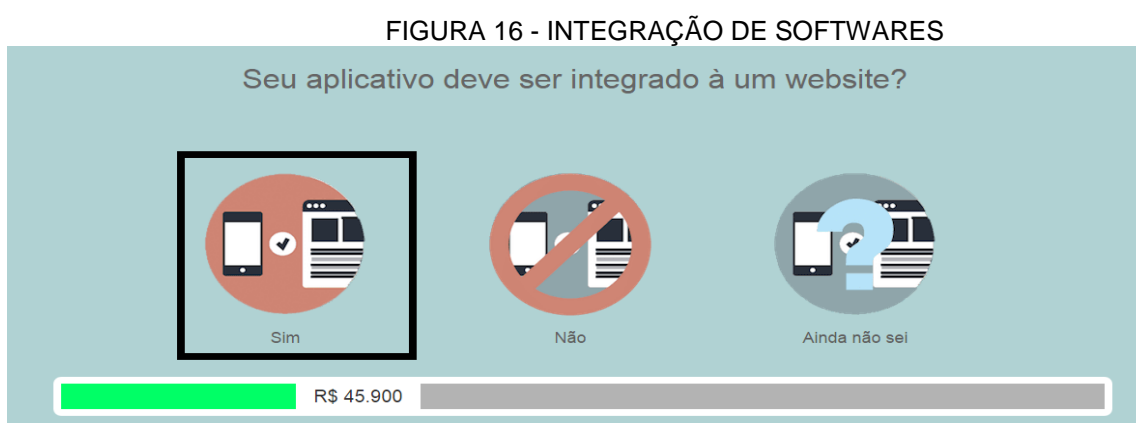 FIGURA 16 - INTEGRAÇÃO DE SOFTWARES
Seu aplicativo deve ser integrado à um website?
Sim
Não
Ainda não sei
R$ 45.900